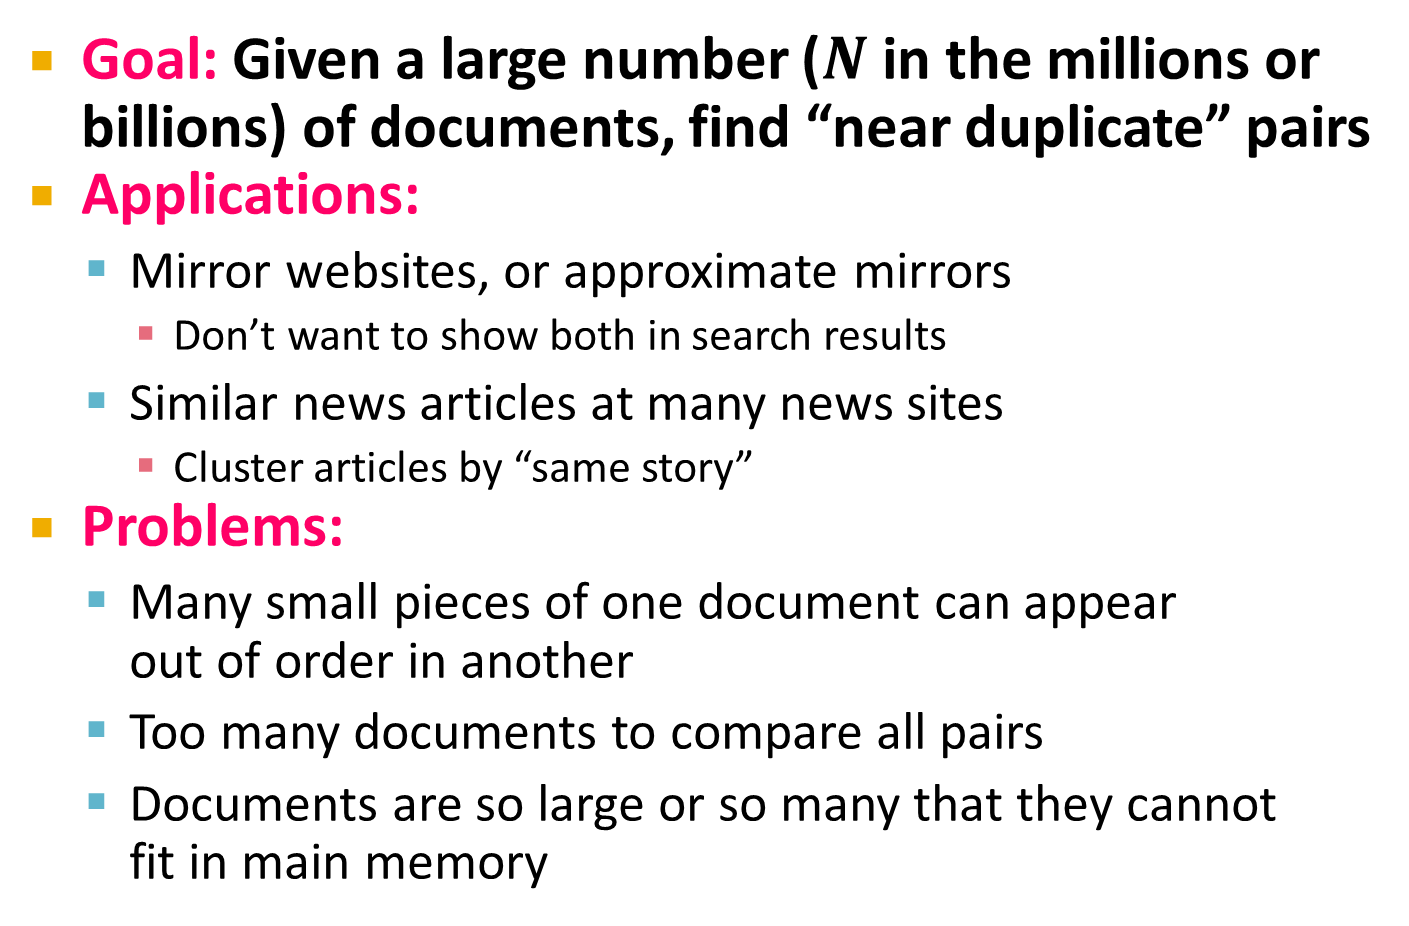 Goal: Given a large number (N in the millions or
billions) of documents, find “near duplicate” pairs
Applications:
Mirror websites, or approximate mirrors
Don’t want to show both in search results
Similar news articles at many news sites
Cluster articles by “same story”
Problems:
Many small pieces of one document can appear
out of order in another
Too many documents to compare all pairs
Documents are so large or so many that they cannot
fit in main memory